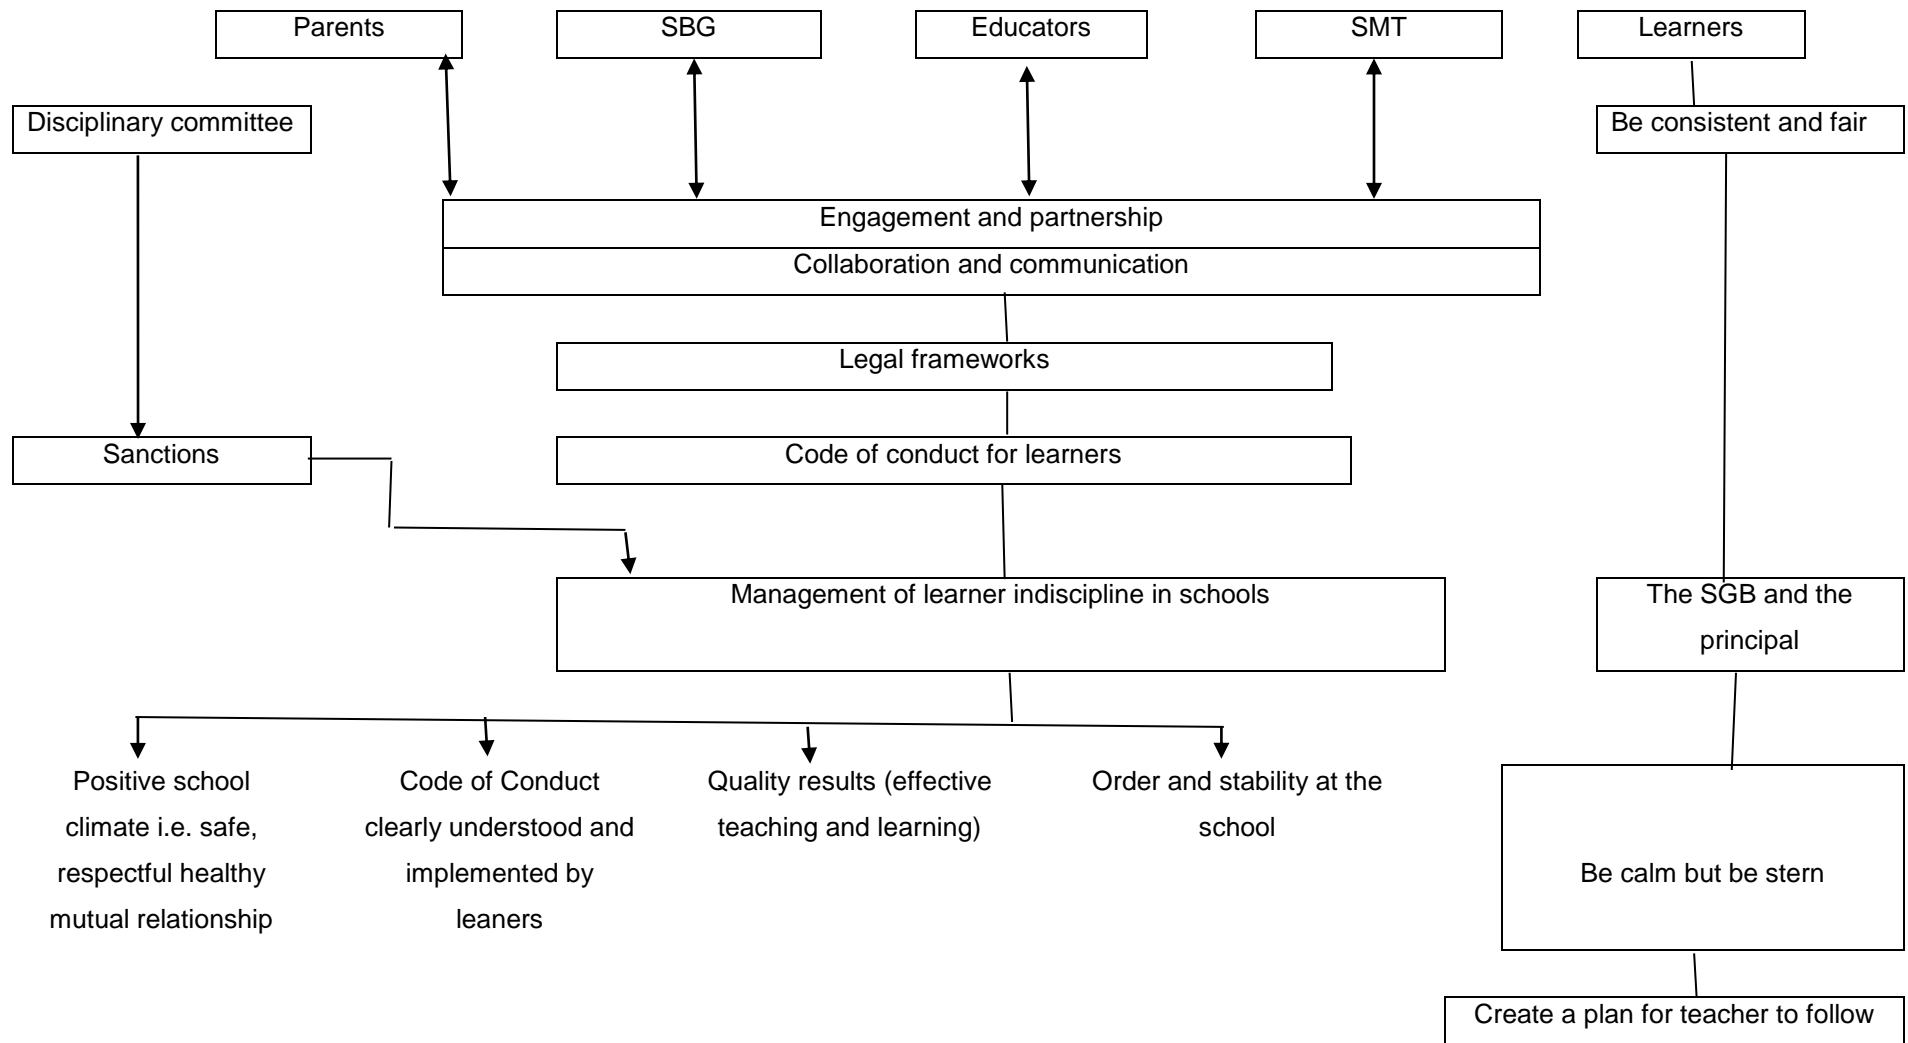 Parents
SBG
Educators
SMT
Learners
Disciplinary committee
Be consistent and fair
Engagement and partnership
Collaboration and communication
Legal frameworks
Sanctions
Code of conduct for learners
Management of learner indiscipline in schools
The SGB and the
principal
Positive school
climate i.e. safe,
respectful healthy
mutual relationship
Code of Conduct
clearly understood and
implemented by
leaners
Quality results (effective
teaching and learning)
Order and stability at the
school
Be calm but be stern
Create a plan for teacher to follow